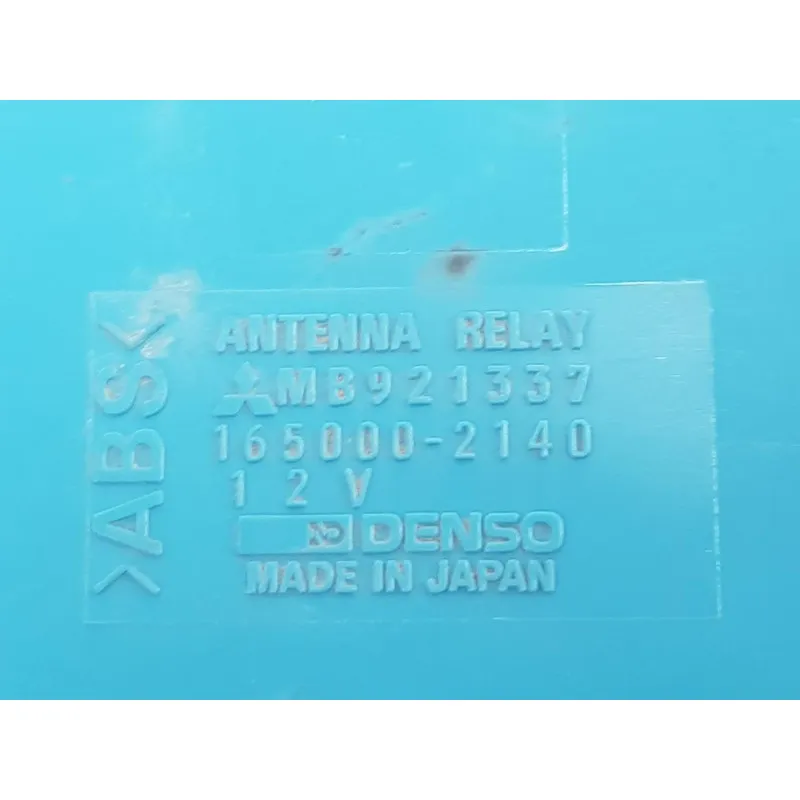 ANTENNA RELAY
MB921337
165000-2140
12V
DENSO
MADE IN JAPAN
>ABS<